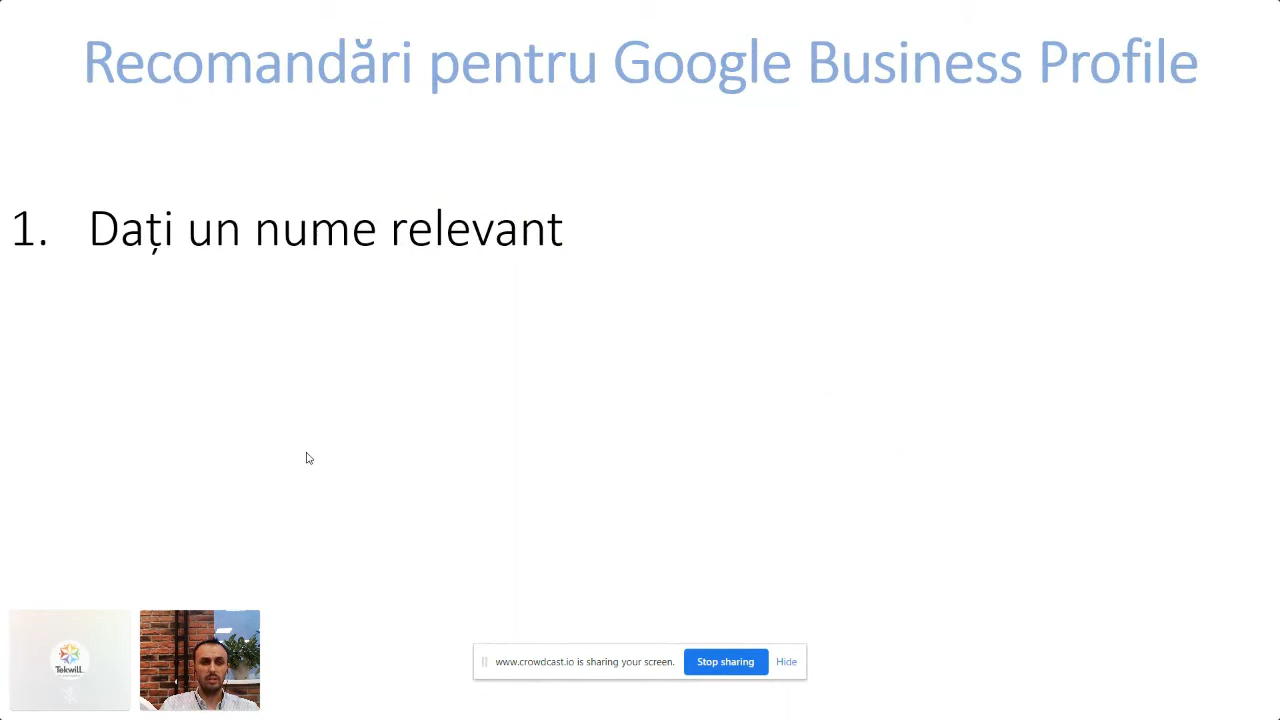 Recomandări pentru Google Business Profile
1. Dați un nume relevant
Tekwill
www.crowdcast.io is sharing your screen.
Stop sharing
Hide